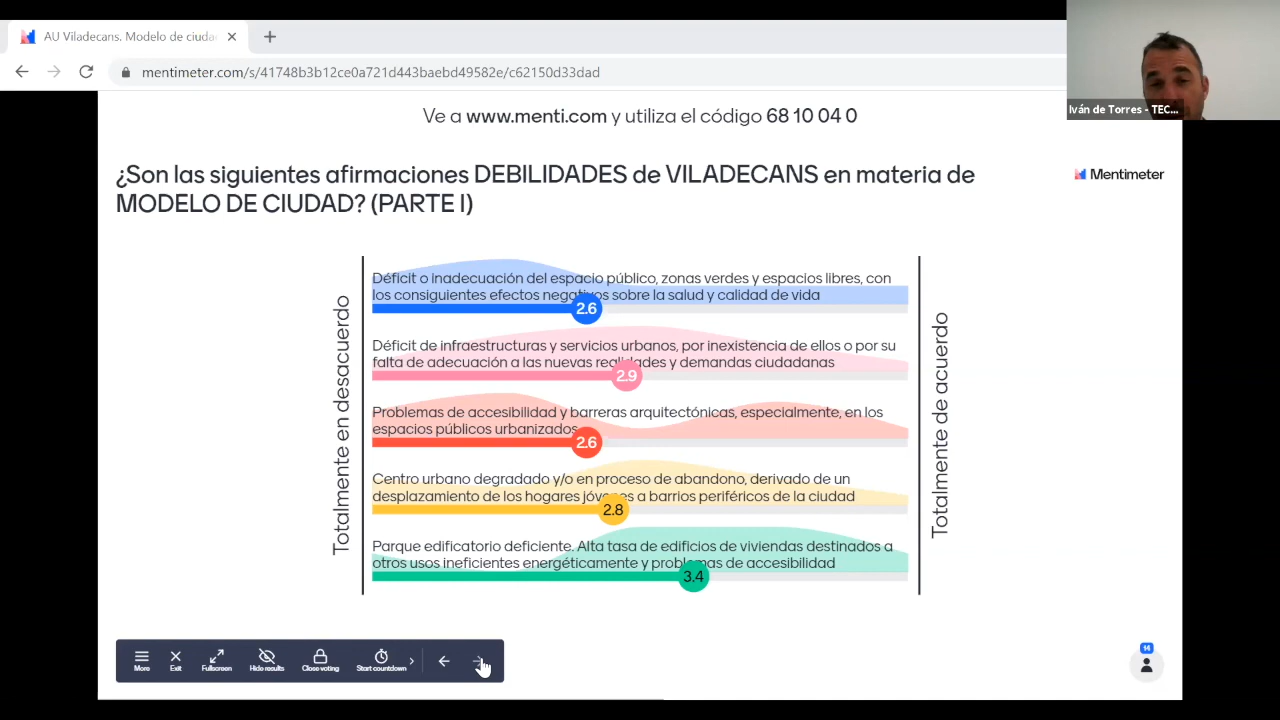 AU Viladecans. Modelo de ciuda
mentimeter.com/s/41748b3b12ce0a721d443baebd49582e/c62150d33dad
Iván de Torres - TEC...
Ve a www.menti.com y utiliza el código 68 10 04 0
¿Son las siguientes afirmaciones DEBILIDADES de VILADECANS en materia de
MODELO DE CIUDAD? (PARTE I)
Mentimeter
Totalmente en desacuerdo
Déficit o inadecuación del espacio público, zonas verdes y espacios libres, con
los consiguientes efectos negativos sobre la salud y calidad de vida
2.6
Déficit de infraestructuras y servicios urbanos, por inexistencia de ellos o por su
falta de adecuación a las nuevas realidades y demandas ciudadanas
2.9
Problemas de accesibilidad y barreras arquitectónicas, especialmente, en los
espacios públicos urbanizados
2.6
Centro urbano degradado y/o en proceso de abandono, derivado de un
desplazamiento de los hogares jóvenes a barrios periféricos de la ciudad
2.8
Parque edificatorio deficiente. Alta tasa de edificios de viviendas destinados a
otros usos ineficientes energéticamente y problemas de accesibilidad
3.4
Totalmente de acuerdo
More
Exit
Fullscreen
Hide results
Close voting
Start countdown
14